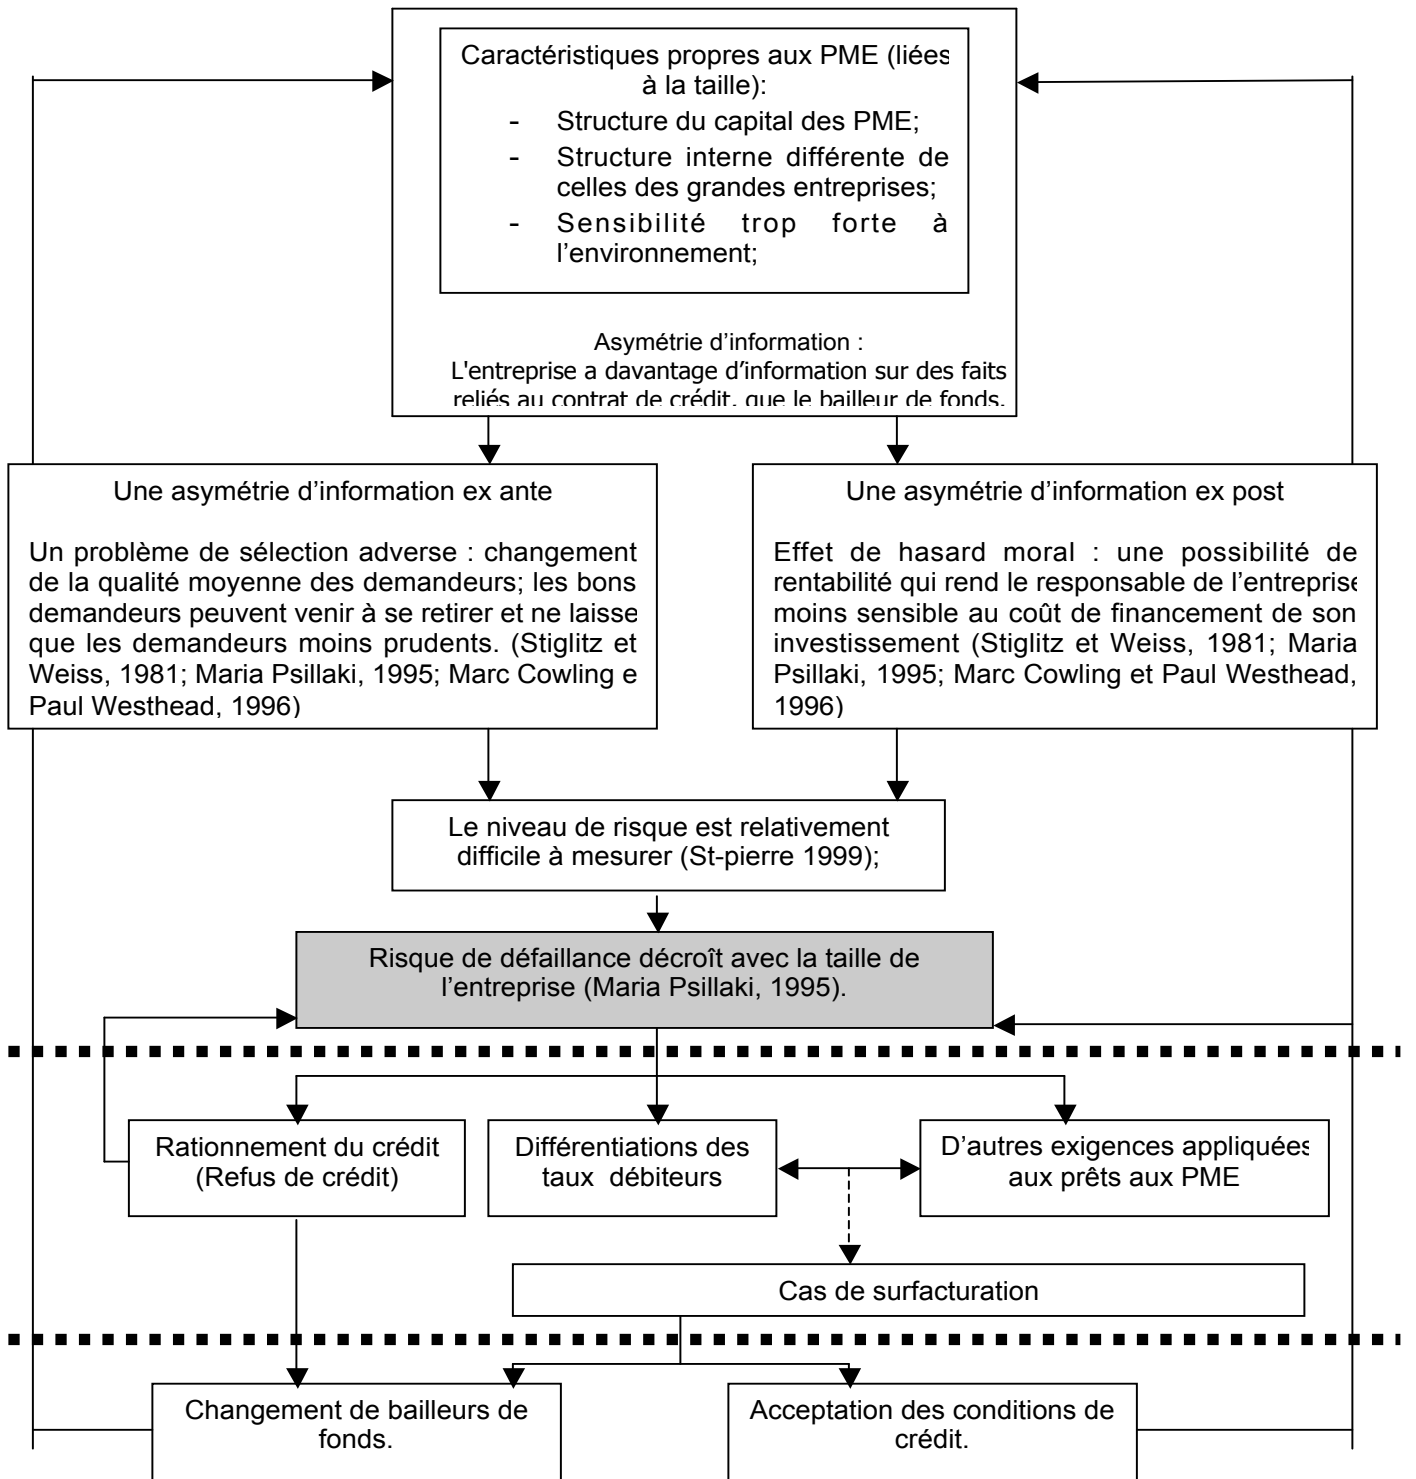 Caractéristiques propres aux PME (liées
à la taille):
- Structure du capital des PME;
- Structure interne différente de
celles des grandes entreprises;
- Sensibilité trop forte à
l'environnement;
Asymétrie d'information :
L'entreprise a davantage d'information sur des faits
reliés au contrat de crédit, que le bailleur de fonds.
Une asymétrie d'information ex ante
Un problème de sélection adverse : changement
de la qualité moyenne des demandeurs; les bons
demandeurs peuvent venir à se retirer et ne laisse
que les demandeurs moins prudents. (Stiglitz et
Weiss, 1981; Maria Psillaki, 1995; Marc Cowling e
Paul Westhead, 1996)
Une asymétrie d'information ex post
Effet de hasard moral : une possibilité de
rentabilité qui rend le responsable de l'entreprise
moins sensible au coût de financement de son
investissement (Stiglitz et Weiss, 1981; Maria
Psillaki, 1995; Marc Cowling et Paul Westhead,
1996)
Le niveau de risque est relativement
difficile à mesurer (St-pierre 1999);
Risque de défaillance décroît avec la taille de
l'entreprise (Maria Psillaki, 1995).
Rationnement du crédit
(Refus de crédit)
Différentiations des
taux débiteurs
D'autres exigences appliquées
aux prêts aux PME
Cas de surfacturation
Changement de bailleurs de
fonds.
Acceptation des conditions de
crédit.